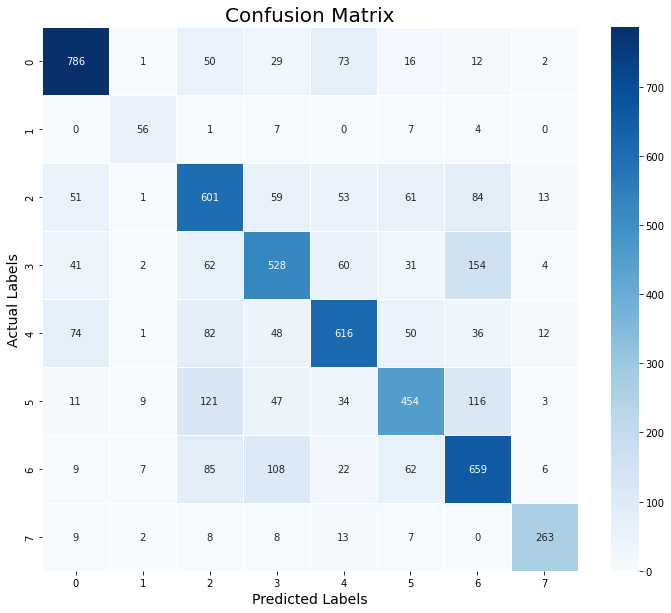 Confusion Matrix
Actual Labels
0 786 1 50 29 73 16 12 2
1 0 56 1 7 0 7 4 0
2 51 1 601 59 53 61 84 13
3 41 2 62 528 60 31 154 4
4 74 1 82 48 616 50 36 12
5 11 9 121 47 34 454 116 3
6 9 7 85 108 22 62 659 6
7 9 2 8 8 13 7 0 263
0 1 2 3 4 5 6 7
Predicted Labels
700
600
500
400
300
200
100
0